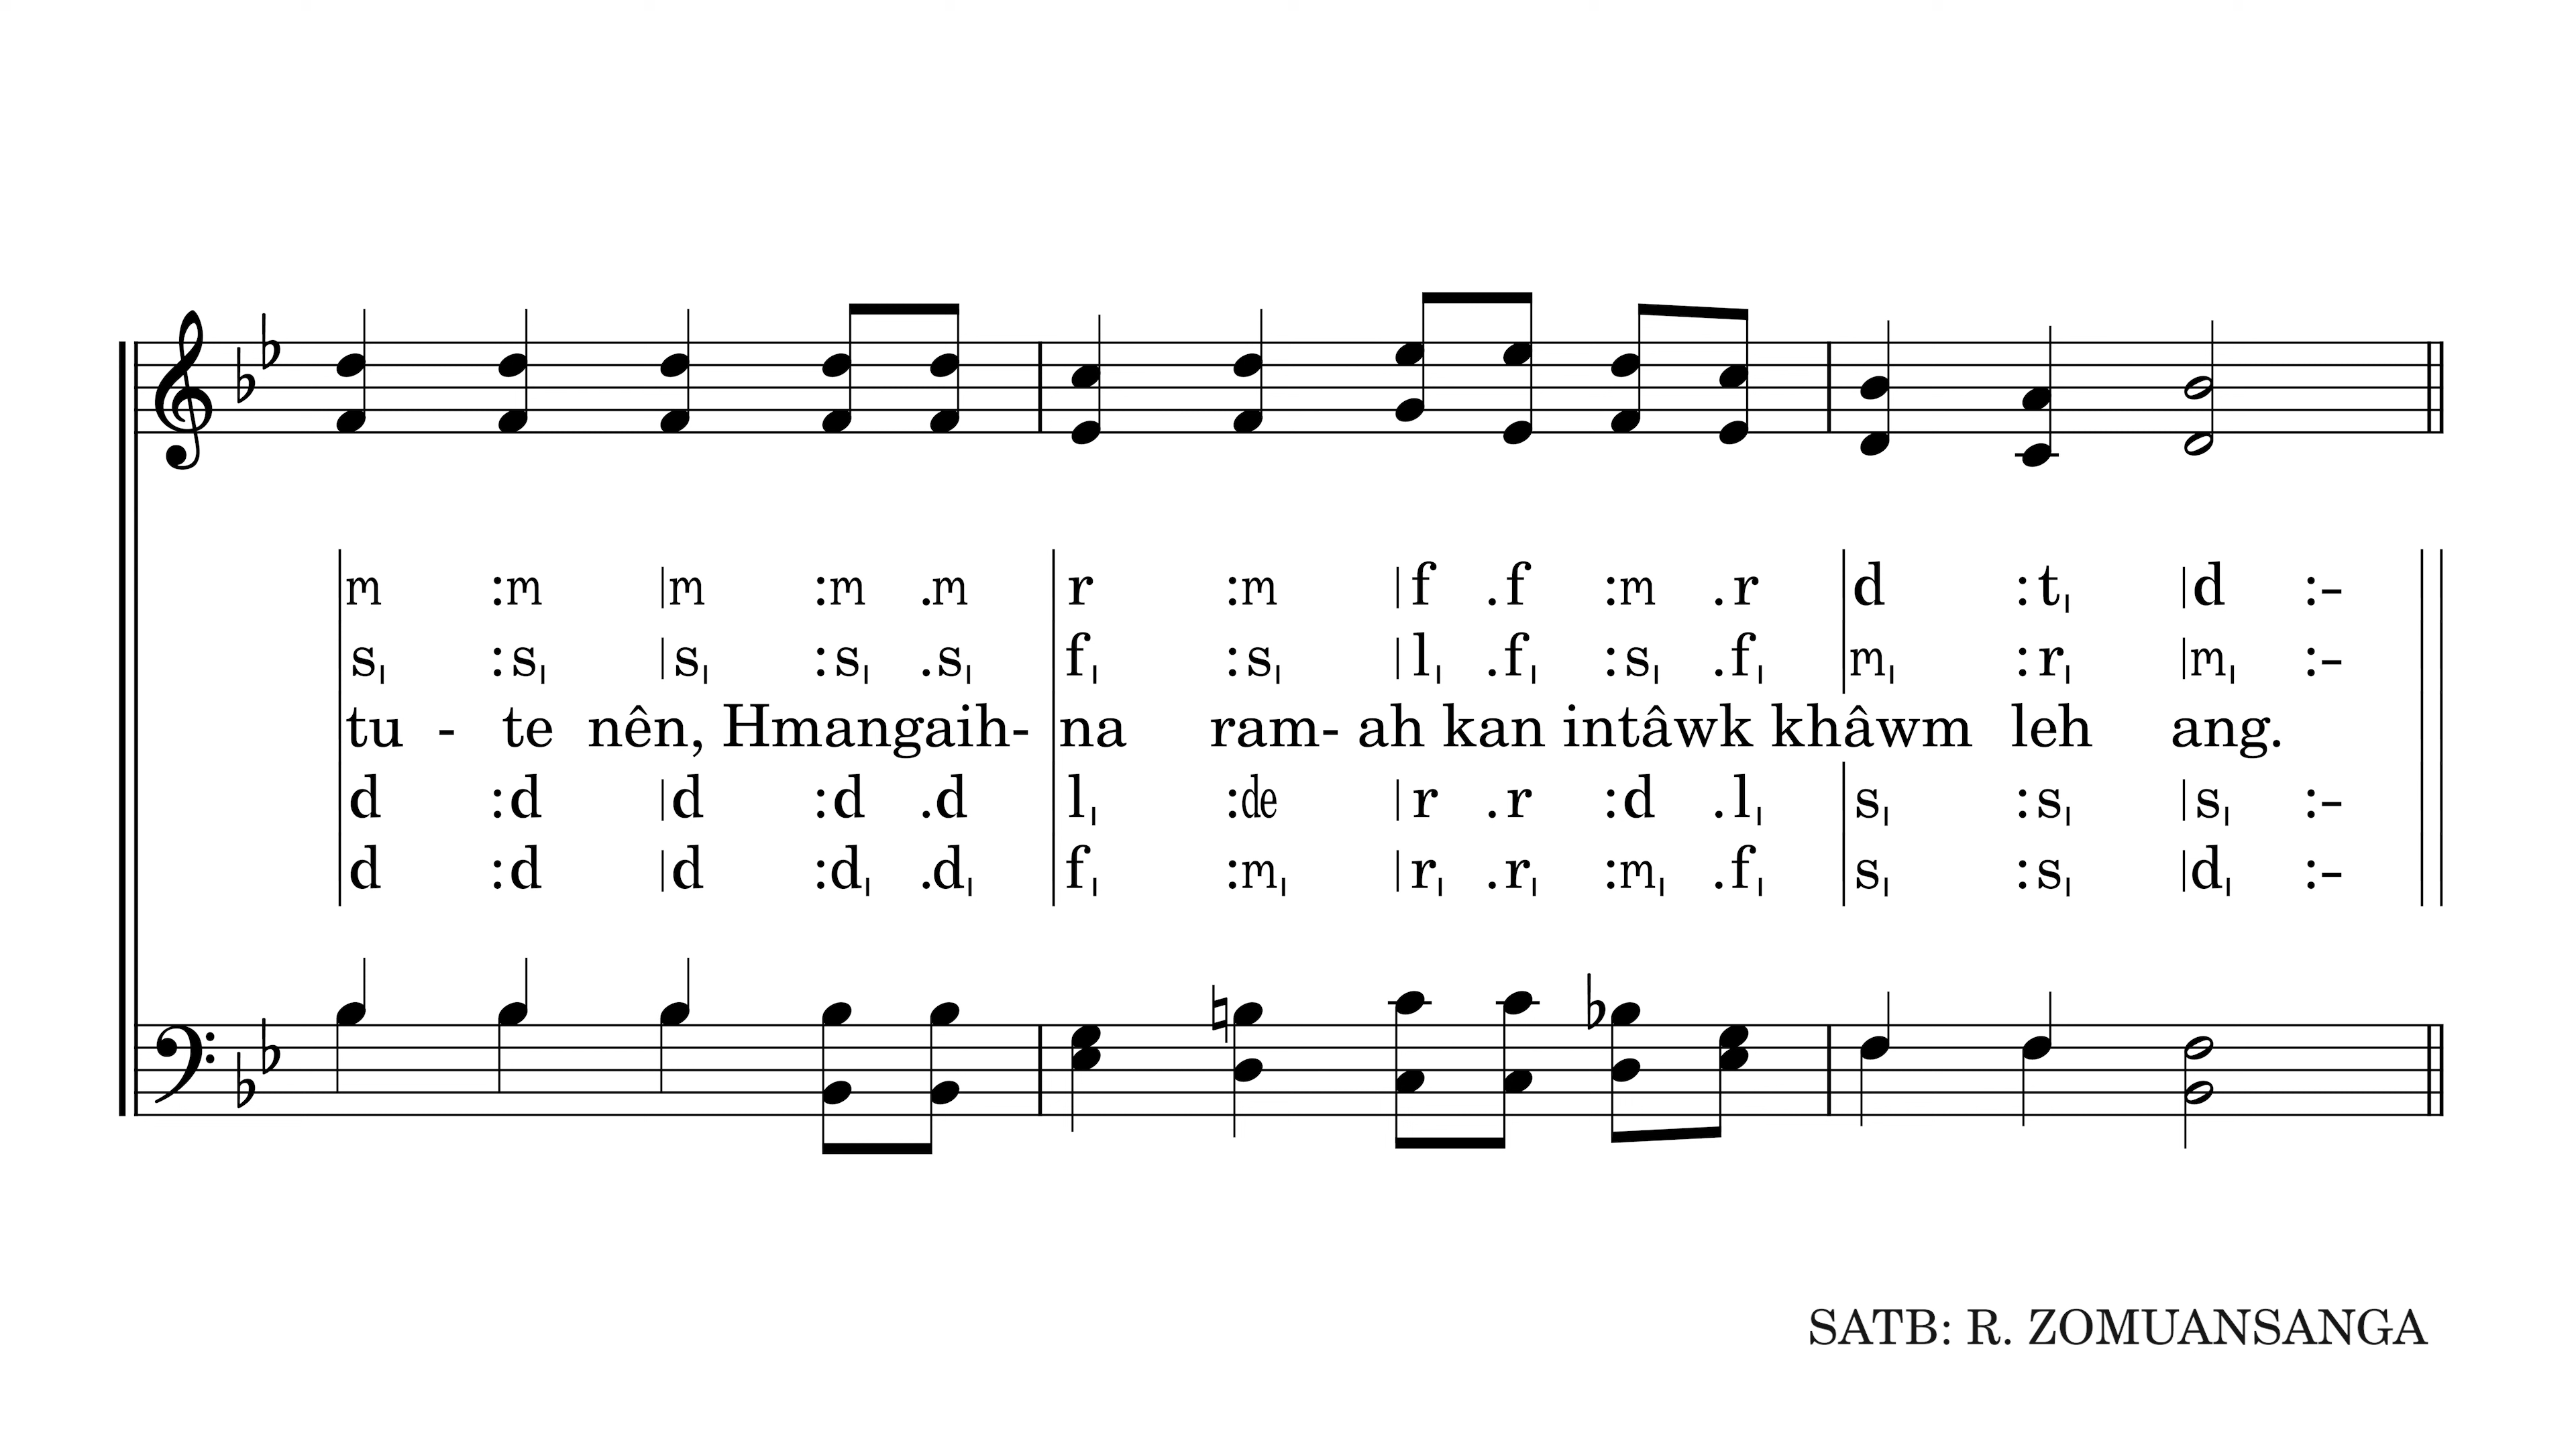 |m :m |m :m .m |r :m |f .f :m .r |d :t, |d :– ||
|s, :s, |s, :s, .s, |f, :s, |l, .f, :s, .f, |m, :r, |m, :– ||
tu - te nên, Hmangaih- na ram- ah kan intâwk khâwm leh ang.
|d :d |d :d .d |l, :de |r .r :d .l, |s, :s, |s, :– ||
|d :d |d :d, .d, |f, :m, |r, .r, :m, .f, |s, :s, |d, :– ||
SATB: R. ZOMUANSANGA